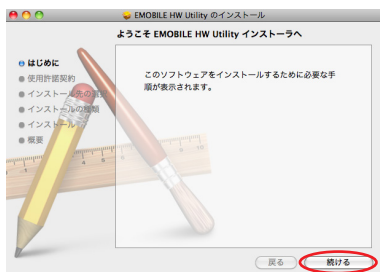 EMOBILE HW Utility のインストール
ようこそ EMOBILE HW Utility インストーラへ
はじめに
使用許諾契約
インストール先の選択
インストールの種類
インストール
概要
このソフトウェアをインストールするために必要な手
順が表示されます。
戻る
続ける